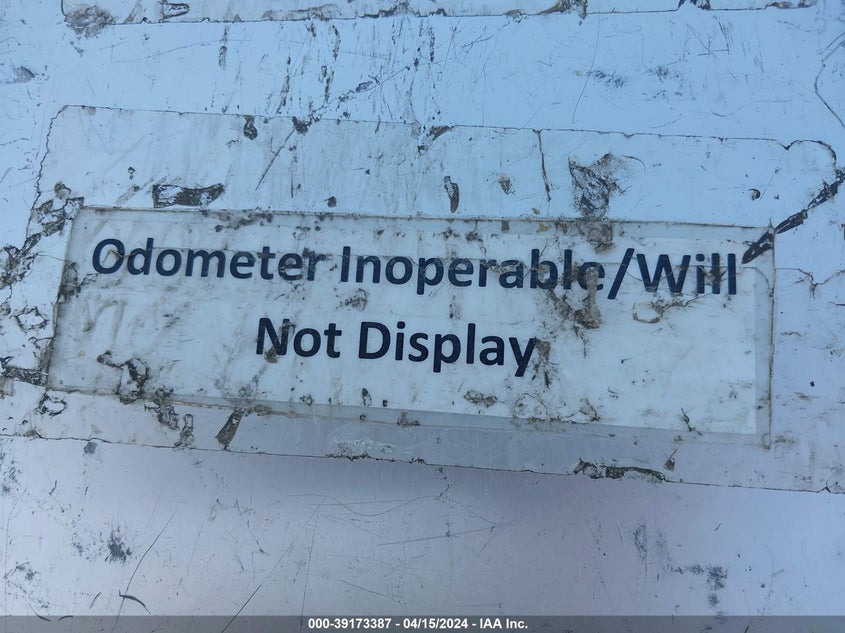 Odometer Inoperable/Will
Not Display
000-39173387 - 04/15/2024 - IAA Inc.